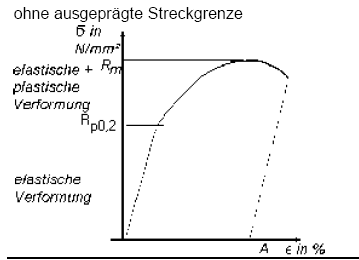 ohne ausgeprägte Streckgrenze
σ in
N/mm²
elastische + Rm
plastische
Verformung
Rp0,2
elastische
Verformung
A ε in %